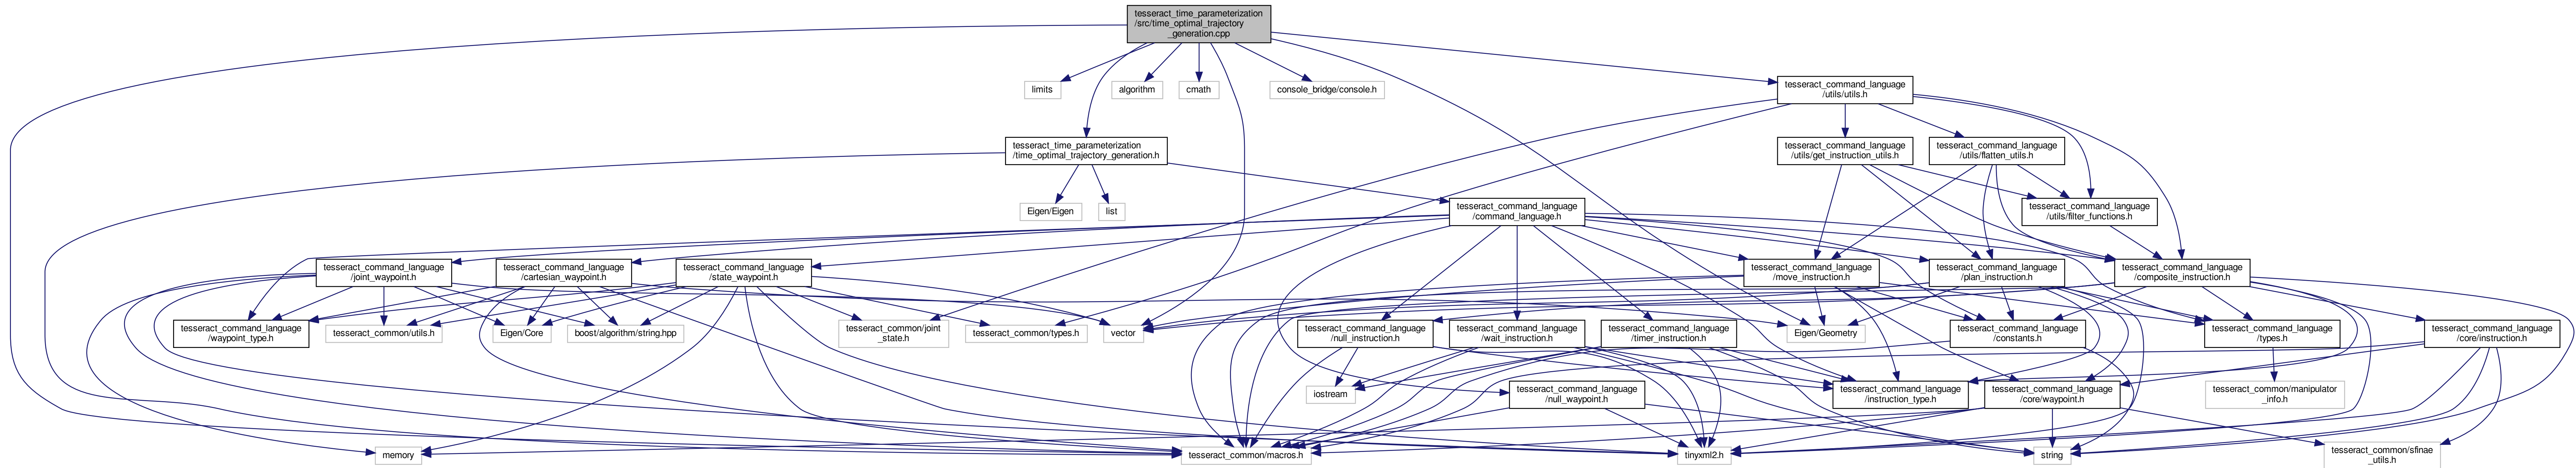 tesseract_time_parameterization
/src/time_optimal_trajectory
_generation.cpp
limits
algorithm
cmath
console_bridge/console.h
tesseract_command_language
/utils/utils.h
tesseract_time_parameterization
/time_optimal_trajectory_generation.h
tesseract_command_language
/utils/get_instruction_utils.h
tesseract_command_language
/utils/flatten_utils.h
Eigen/Eigen
list
tesseract_command_language
/command_language.h
tesseract_command_language
/utils/filter_functions.h
tesseract_command_language
/joint_waypoint.h
tesseract_command_language
/cartesian_waypoint.h
tesseract_command_language
/state_waypoint.h
tesseract_command_language
/move_instruction.h
tesseract_command_language
/plan_instruction.h
tesseract_command_language
/composite_instruction.h
tesseract_command_language
/waypoint_type.h
tesseract_common/utils.h
Eigen/Core
boost/algorithm/string.hpp
tesseract_common/joint
_state.h
tesseract_common/types.h
vector
tesseract_command_language
/null_instruction.h
tesseract_command_language
/wait_instruction.h
tesseract_command_language
/timer_instruction.h
Eigen/Geometry
tesseract_command_language
/constants.h
tesseract_command_language
/types.h
tesseract_command_language
/core/instruction.h
iostream
tesseract_command_language
/null_waypoint.h
tesseract_command_language
/instruction_type.h
tesseract_command_language
/core/waypoint.h
tesseract_common/manipulator
_info.h
memory
tesseract_common/macros.h
tinyxml2.h
string
tesseract_common/sfinae
_utils.h